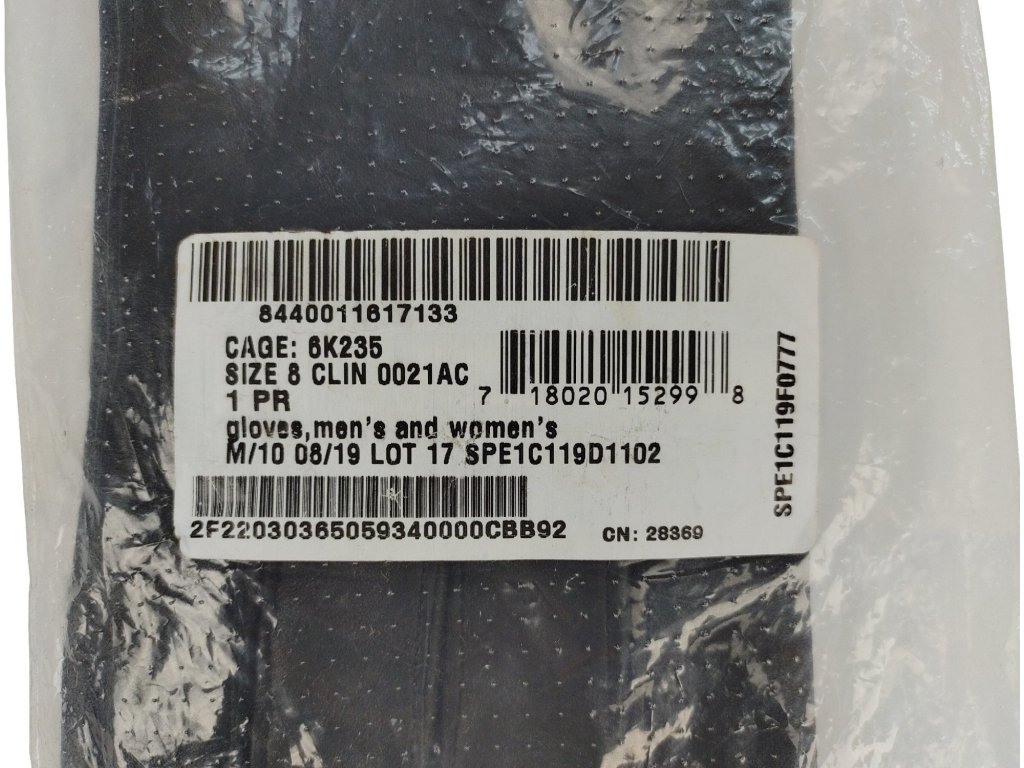 8440011617133
CAGE: 6K235
SIZE 8 CLIN 0021AC
1 PR
7 18020 15299 8
gloves,men's and women's
M/10 08/19 LOT 17 SPE1C119D1102
2F22030365059340000CBB92
CN: 28369
SPE1C119F0777